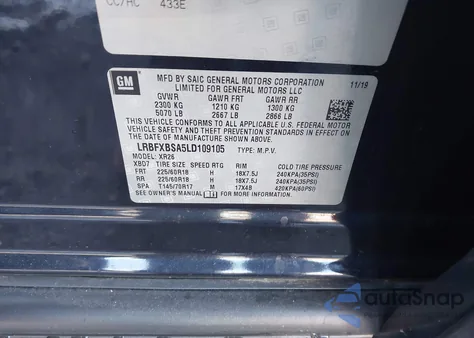 CC/HC 433E
GM
MFD BY SAIC GENERAL MOTORS CORPORATION
LIMITED FOR GENERAL MOTORS LLC
11/19
GVWR GAWR FRT GAWR RR
2300 KG 1210 KG 1300 KG
5070 LB 2667 LB 2866 LB
THIS VEHICLE CONFORMS TO ALL APPLICABLE
U.S. FEDERAL MOTOR VEHICLE SAFETY AND
THEFT PREVENTION STANDARDS IN EFFECT ON
THE DATE OF MANUFACTURE SHOWN ABOVE.
LRBFXBSA5LD109105 TYPE: M.P.V.
MODEL: XR26
XBD7 TIRE SIZE SPEED RTG RIM COLD TIRE PRESSURE
FRT 225/60R18 H 18X7.5J 240KPA(35PSI)
RR 225/60R18 H 18X7.5J 240KPA(35PSI)
SPA T145/70R17 M 17X4B 420KPA(60PSI)
SEE OWNER'S MANUAL FOR MORE INFORMATION.
AutoSnap